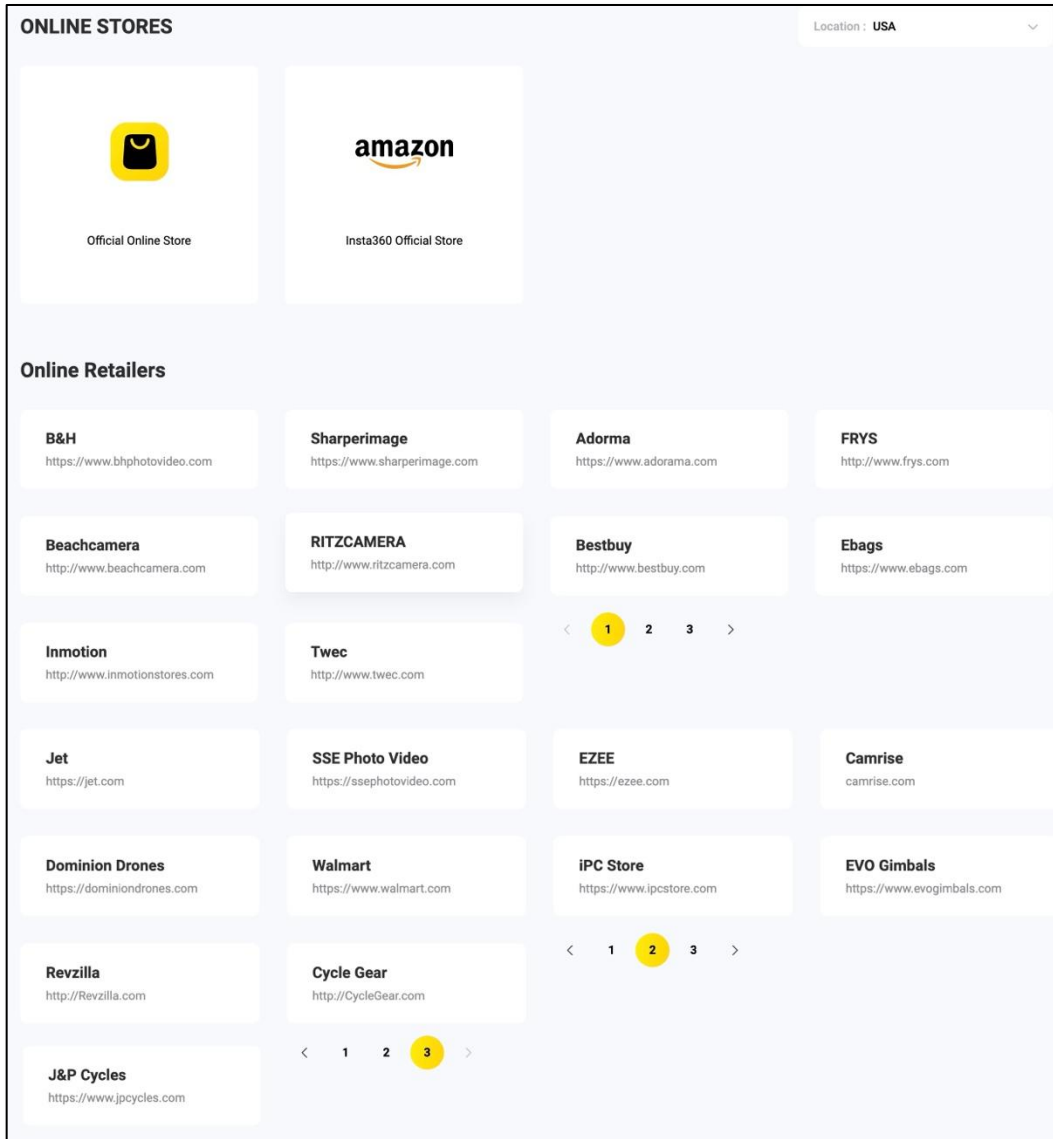 ONLINE STORES
Location : USA
amazon
Official Online Store
Insta360 Official Store
Online Retailers
B&H
https://www.bhphotovideo.com
Sharperimage
https://www.sharperimage.com
Adorma
https://www.adorama.com
FRYS
http://www.frys.com
Beachcamera
http://www.beachcamera.com
RITZCAMERA
http://www.ritzcamera.com
Bestbuy
http://www.bestbuy.com
Ebags
https://www.ebags.com
Inmotion
http://www.inmotionstores.com
Twec
http://www.twec.com
< 1 2 3 >
Jet
https://jet.com
SSE Photo Video
https://ssephotovideo.com
EZEE
https://ezee.com
Camrise
camrise.com
Dominion Drones
https://dominiondrones.com
Walmart
https://www.walmart.com
iPC Store
https://www.ipcstore.com
EVO Gimbals
https://www.evogimbals.com
Revzilla
http://Revzilla.com
Cycle Gear
http://CycleGear.com
< 1 2 3 >
J&P Cycles
https://www.jpcycles.com
< 1 2 3 >